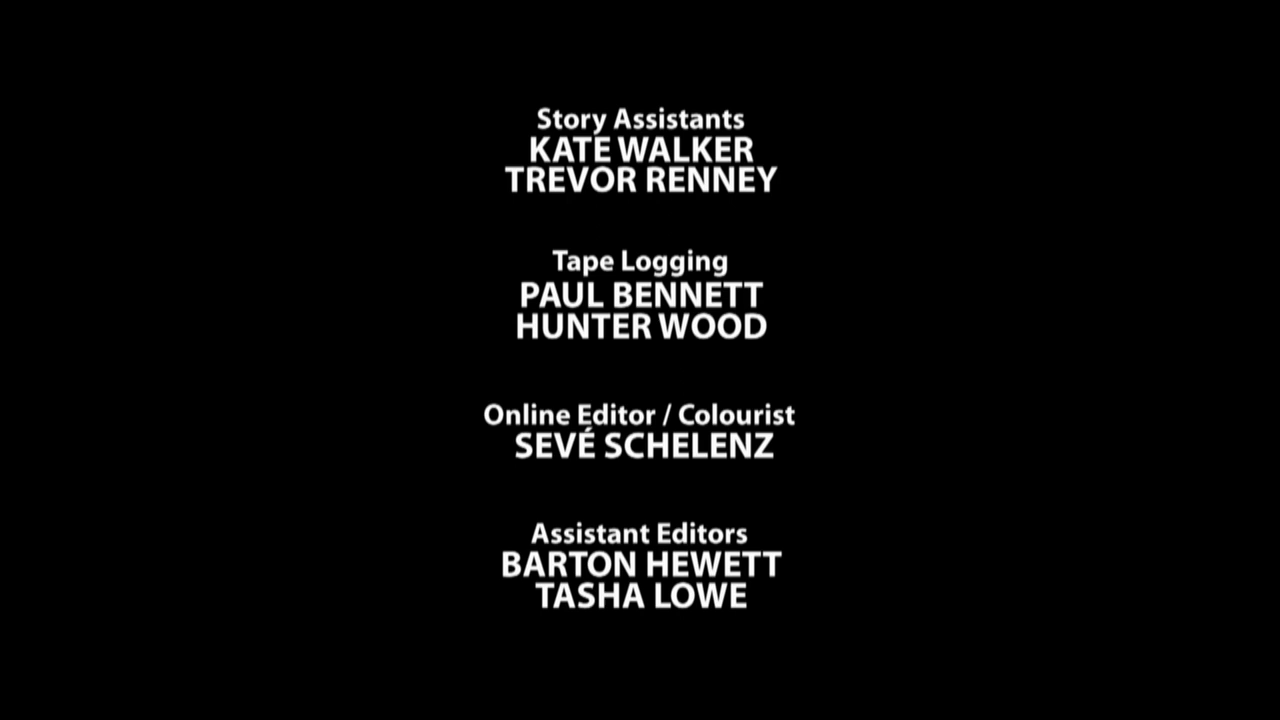 Story Assistants
KATE WALKER
TREVOR RENNEY
Tape Logging
PAUL BENNETT
HUNTER WOOD
Online Editor / Colourist
SEVÉ SCHELENZ
Assistant Editors
BARTON HEWETT
TASHA LOWE